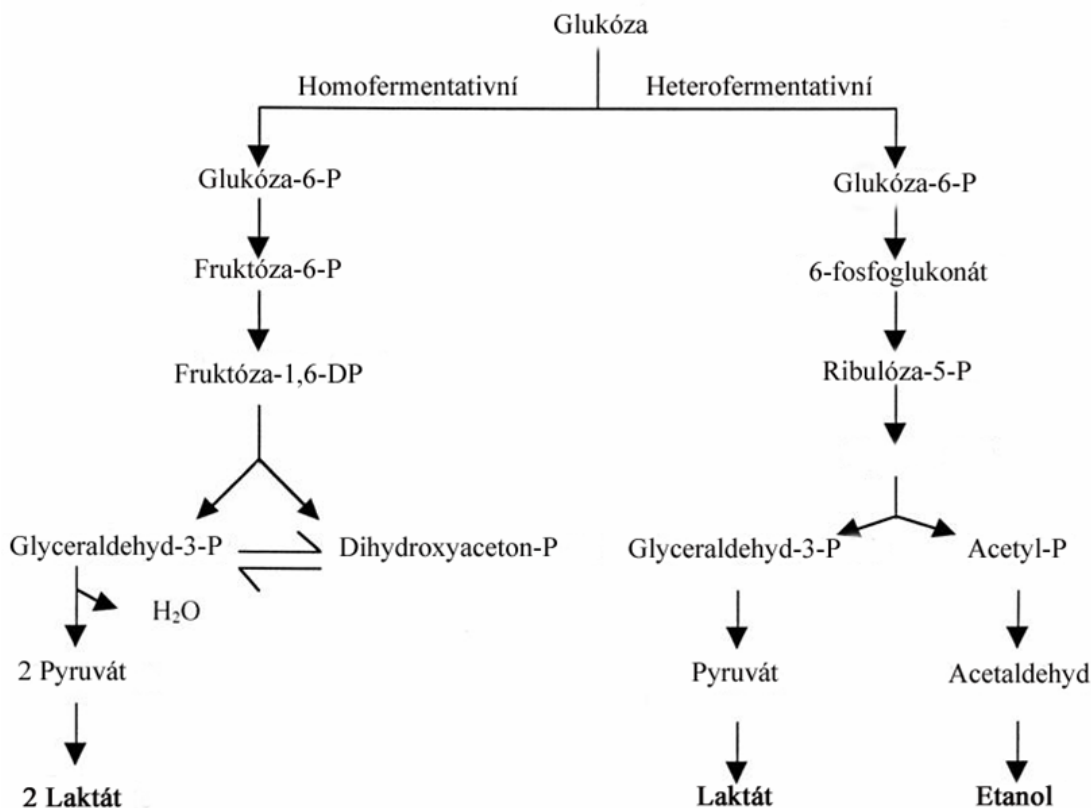 Glukóza
Homofermentativní Heterofermentativní
Glukóza-6-P Glukóza-6-P
Fruktóza-6-P 6-fosfoglukonát
Fruktóza-1,6-DP Ribulóza-5-P
Glyceraldehyd-3-P Dihydroxyaceton-P Glyceraldehyd-3-P Acetyl-P
H₂O
2 Pyruvát Pyruvát Acetaldehyd
2 Laktát Laktát Etanol